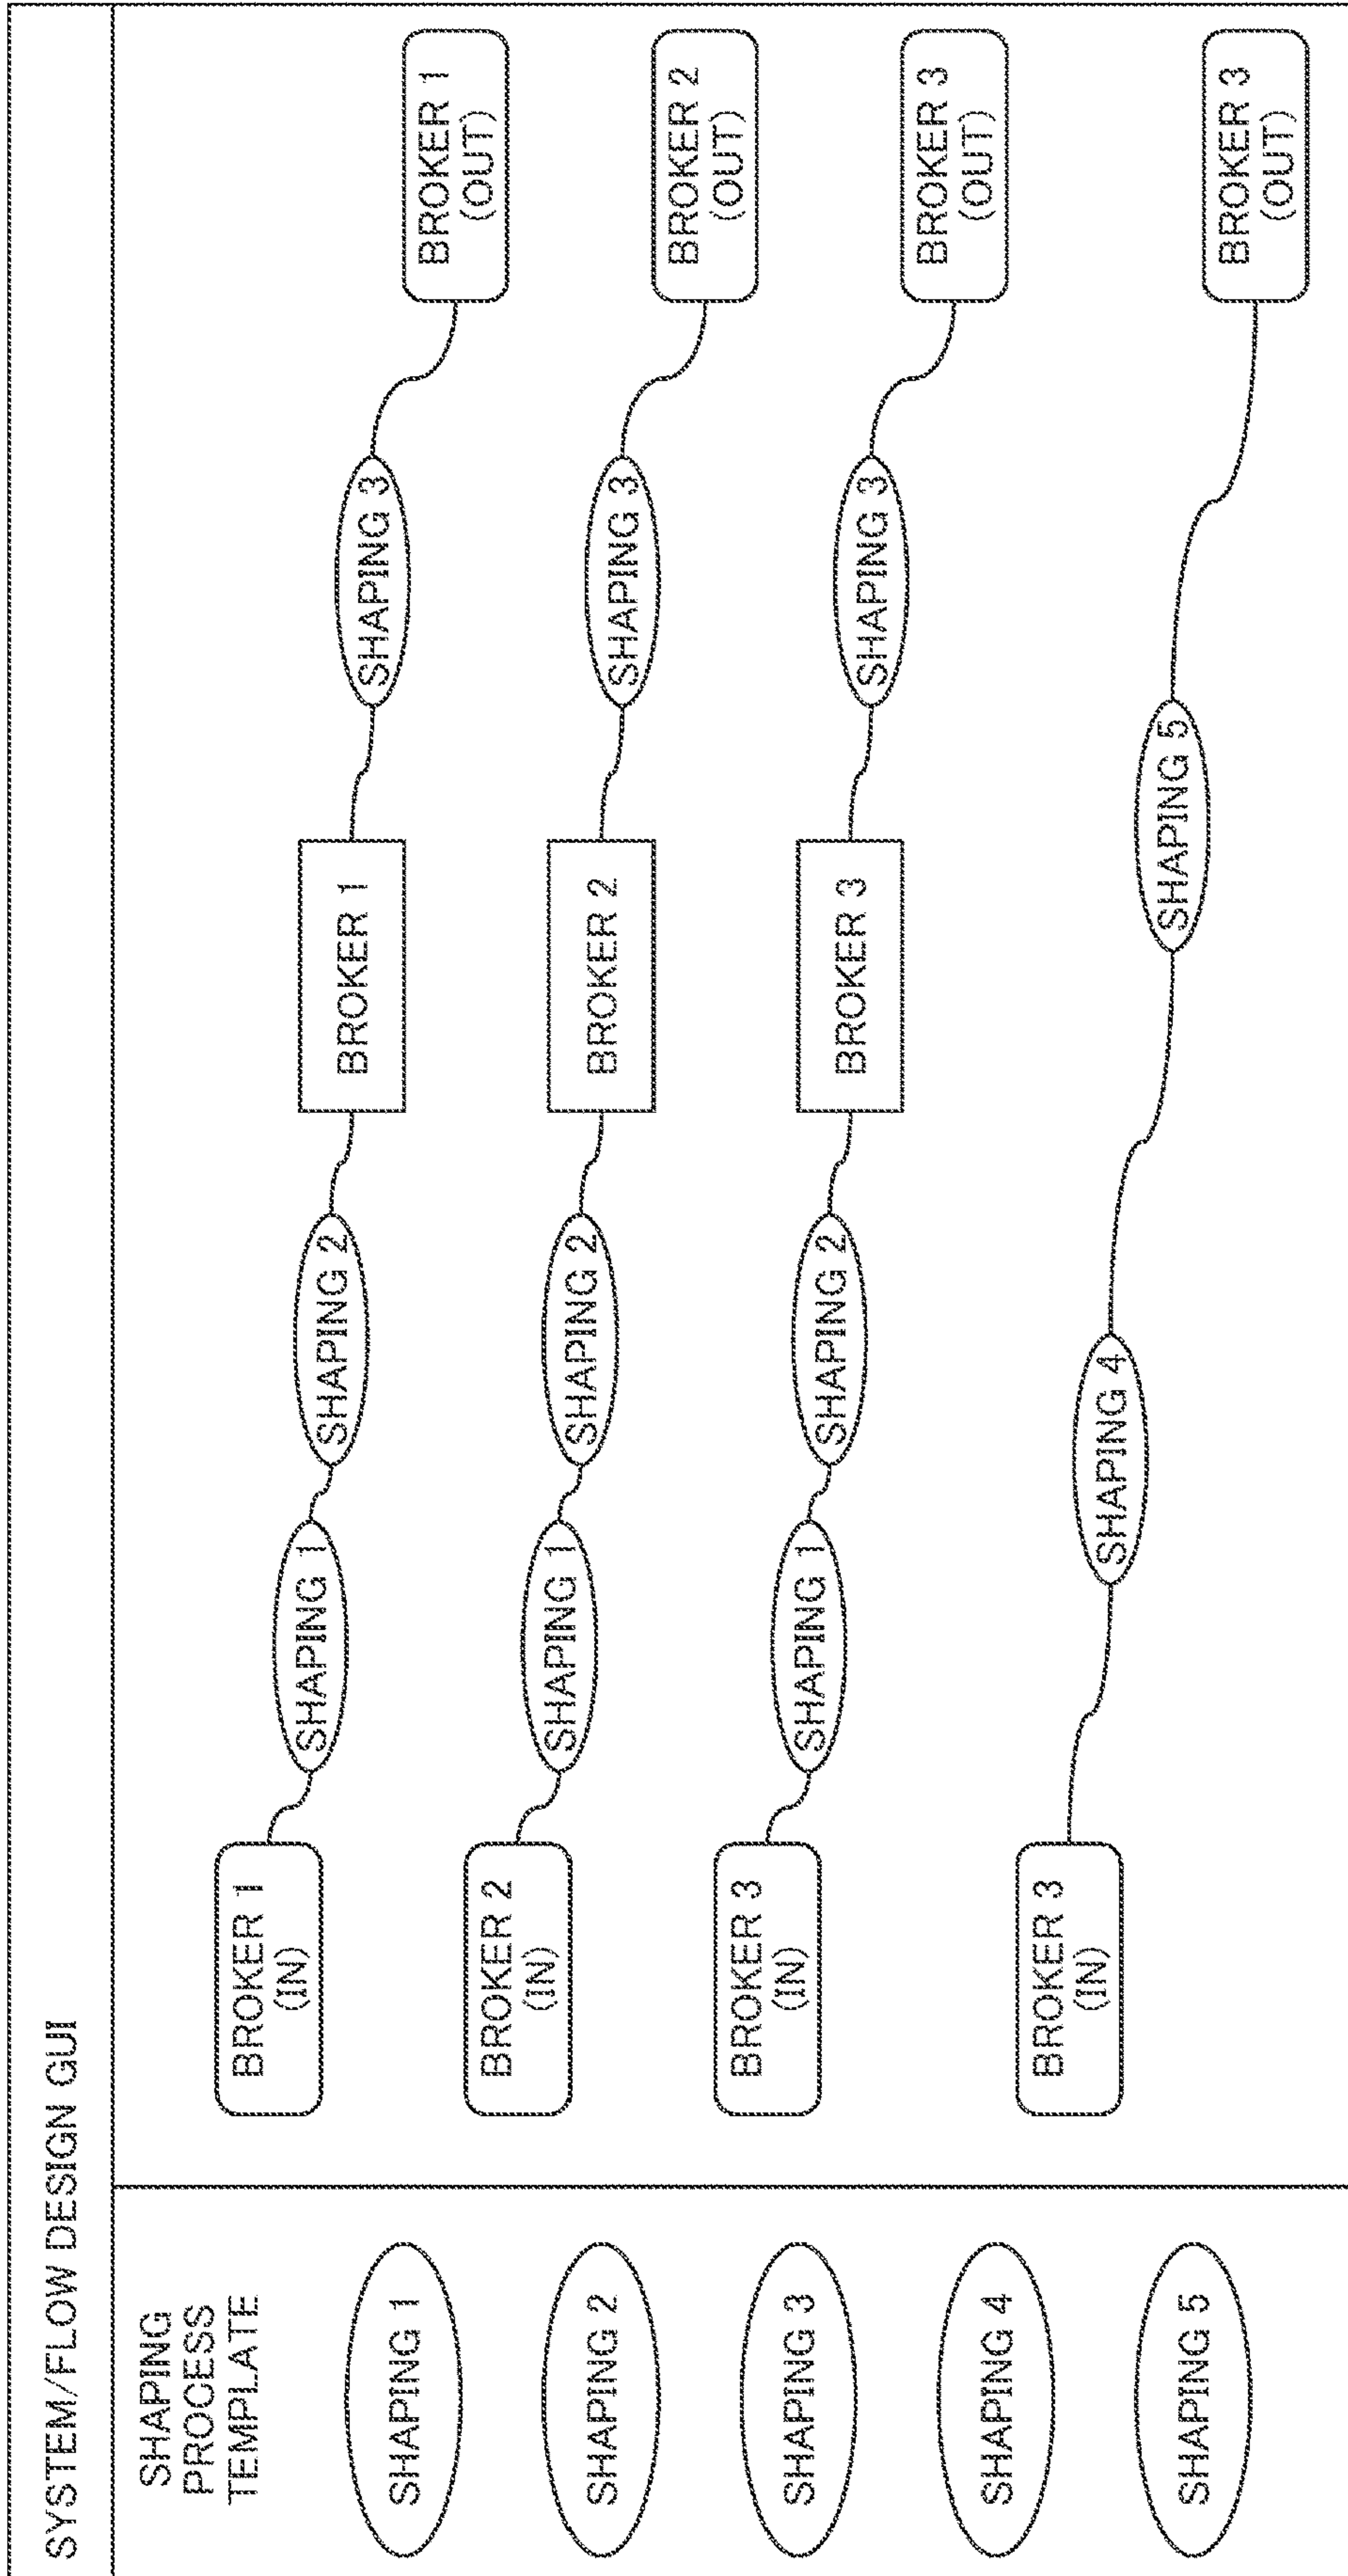 SYSTEM/FLOW DESIGN GUI
SHAPING
PROCESS
TEMPLATE
SHAPING 1
SHAPING 2
SHAPING 3
SHAPING 4
SHAPING 5
BROKER 1
(IN)
SHAPING 1
SHAPING 2
BROKER 1
SHAPING 3
BROKER 1
(OUT)
BROKER 2
(IN)
SHAPING 1
SHAPING 2
BROKER 2
SHAPING 3
BROKER 2
(OUT)
BROKER 3
(IN)
SHAPING 1
SHAPING 2
BROKER 3
SHAPING 3
BROKER 3
(OUT)
BROKER 3
(IN)
SHAPING 4
SHAPING 5
BROKER 3
(OUT)